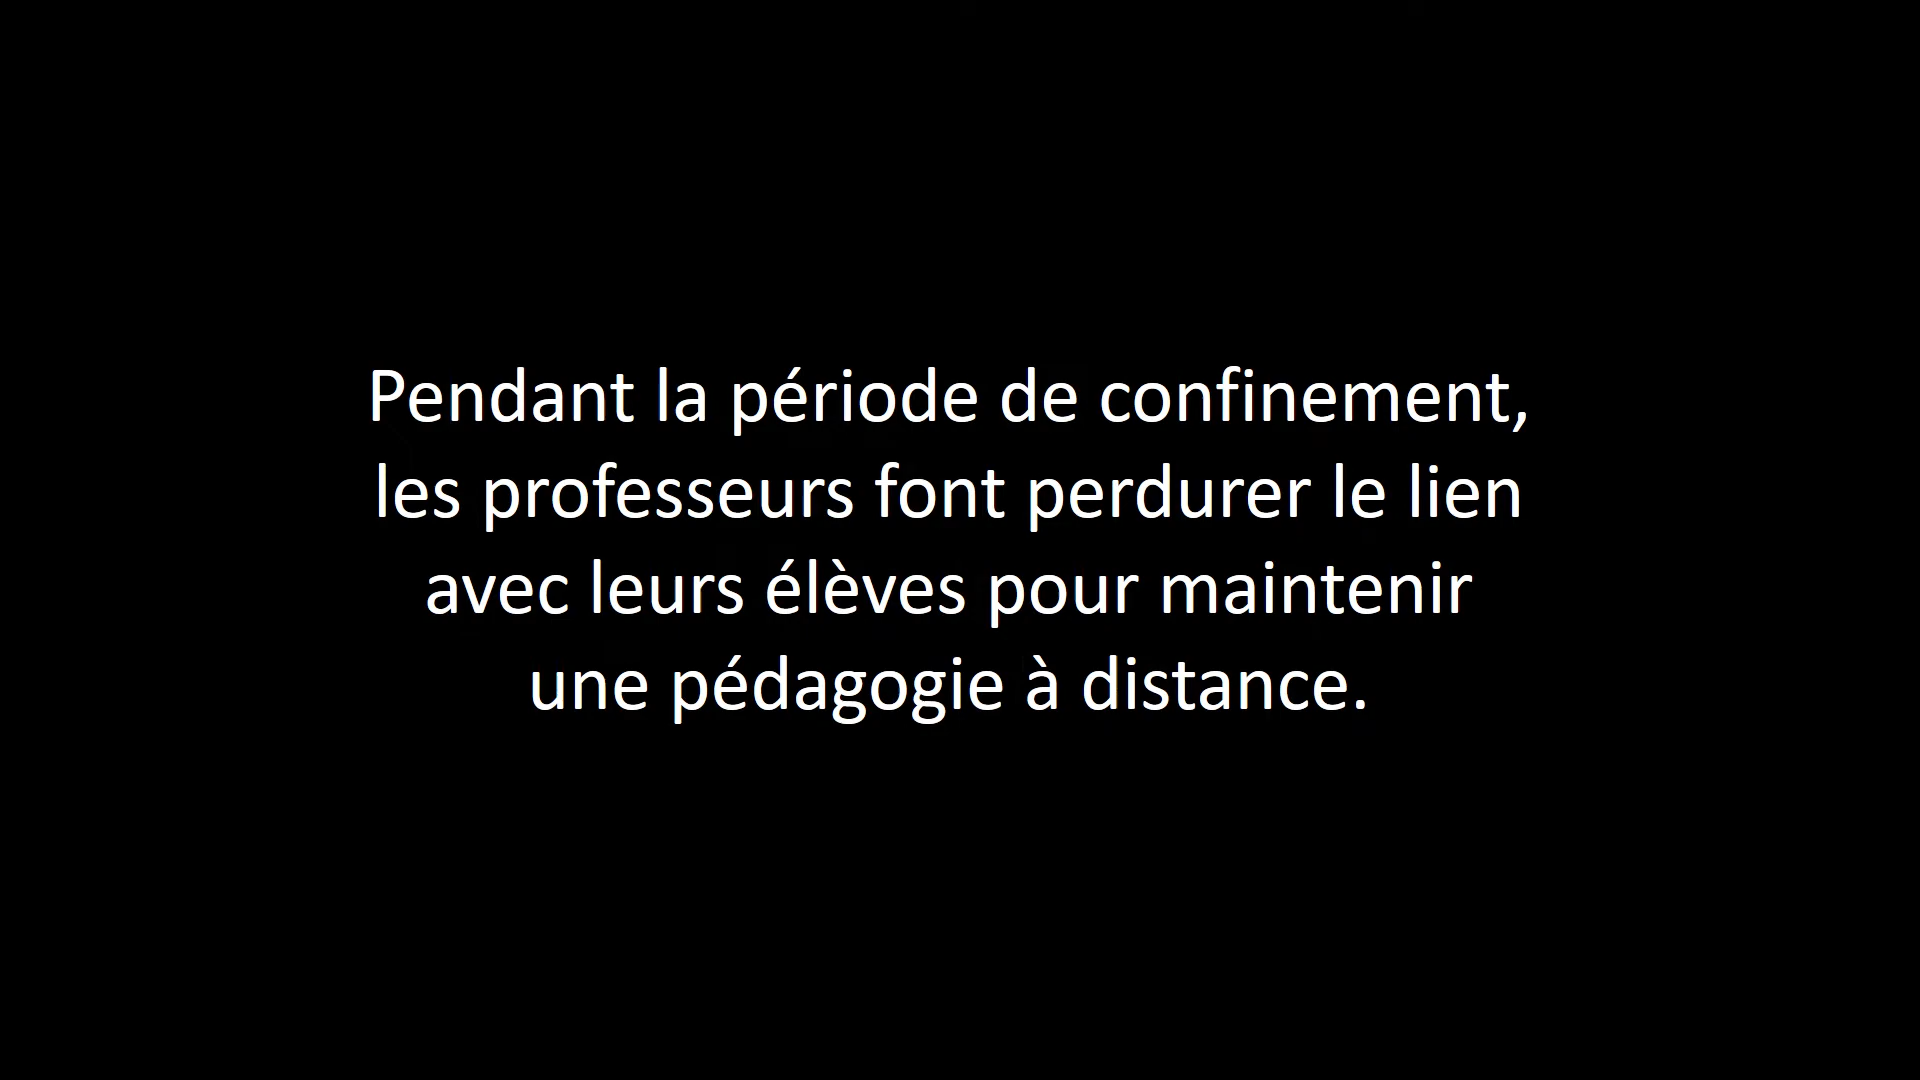 Pendant la période de confinement,
les professeurs font perdurer le lien
avec leurs élèves pour maintenir
une pédagogie à distance.